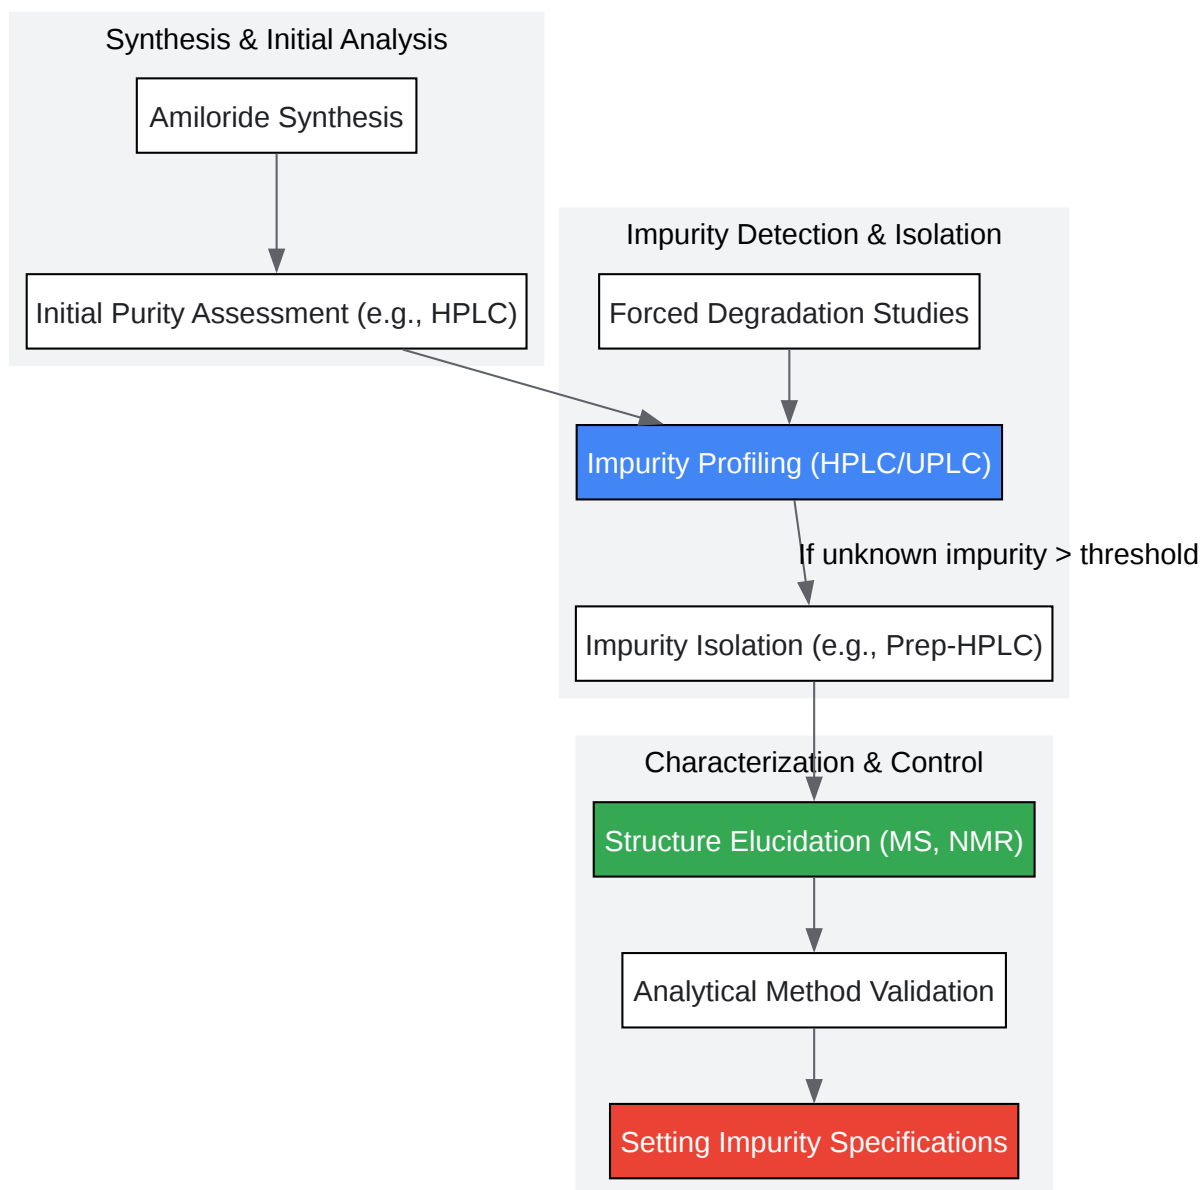 Synthesis & Initial Analysis
Amiloride Synthesis
Initial Purity Assessment (e.g., HPLC)
Impurity Detection & Isolation
Forced Degradation Studies
Impurity Profiling (HPLC/UPLC)
If unknown impurity > threshold
Impurity Isolation (e.g., Prep-HPLC)
Characterization & Control
Structure Elucidation (MS, NMR)
Analytical Method Validation
Setting Impurity Specifications